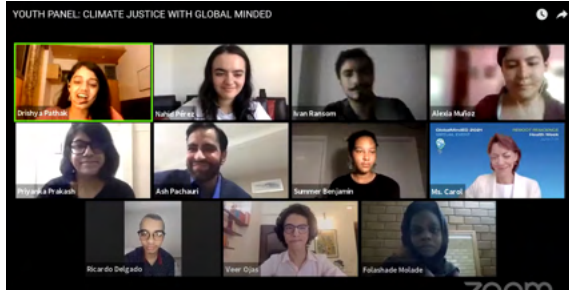 YOUTH PANEL: CLIMATE JUSTICE WITH GLOBAL MINDED
Drishya Pathak
Nahid Pérez
Ivan Ransom
Alexia Muñoz
Priyanka Prakash
Ash Pachauri
Summer Benjamin
Ms. Carol
Ricardo Delgado
Veer Ojas
Folashade Molade
zoom